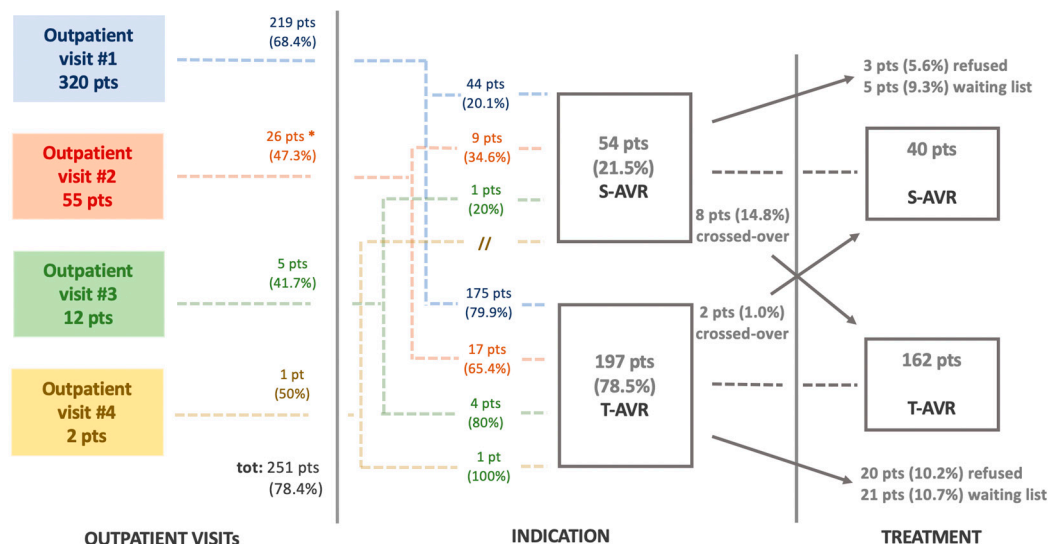 Outpatient
visit #1
320 pts
219 pts
(68.4%)
Outpatient
visit #2
55 pts
26 pts *
(47.3%)
Outpatient
visit #3
12 pts
5 pts
(41.7%)
Outpatient
visit #4
2 pts
1 pt
(50%)
tot: 251 pts
(78.4%)
OUTPATIENT VISITs
44 pts
(20.1%)
9 pts
(34.6%)
1 pts
(20%)
//
175 pts
(79.9%)
17 pts
(65.4%)
4 pts
(80%)
1 pt
(100%)
54 pts
(21.5%)
S-AVR
197 pts
(78.5%)
T-AVR
8 pts (14.8%)
crossed-over
2 pts (1.0%)
crossed-over
INDICATION
3 pts (5.6%) refused
5 pts (9.3%) waiting list
40 pts
S-AVR
162 pts
T-AVR
20 pts (10.2%) refused
21 pts (10.7%) waiting list
TREATMENT